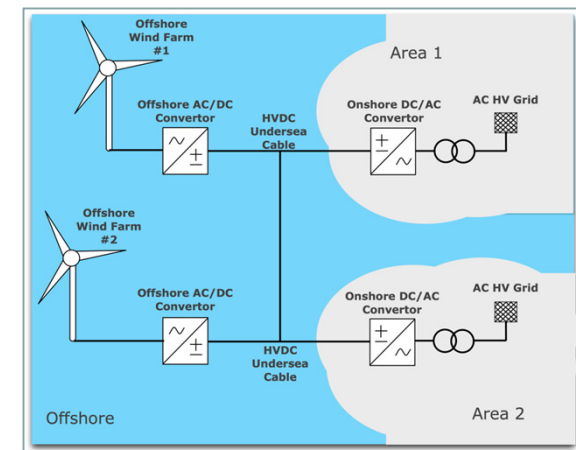 Offshore
Wind Farm
#1
Area 1
Offshore AC/DC
Convertor
HVDC
Undersea
Cable
Onshore DC/AC
Convertor
AC HV Grid
Offshore
Wind Farm
#2
Offshore AC/DC
Convertor
HVDC
Undersea
Cable
Onshore DC/AC
Convertor
AC HV Grid
Offshore
Area 2